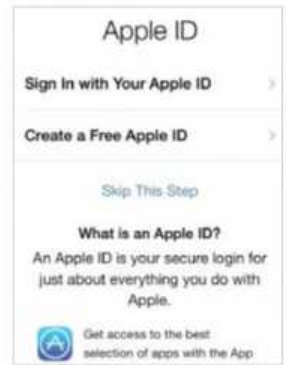 Apple ID
Sign In with Your Apple ID
Create a Free Apple ID
Skip This Step
What is an Apple ID?
An Apple ID is your secure login for
just about everything you do with
Apple.
Get access to the best
selection of apps with the App